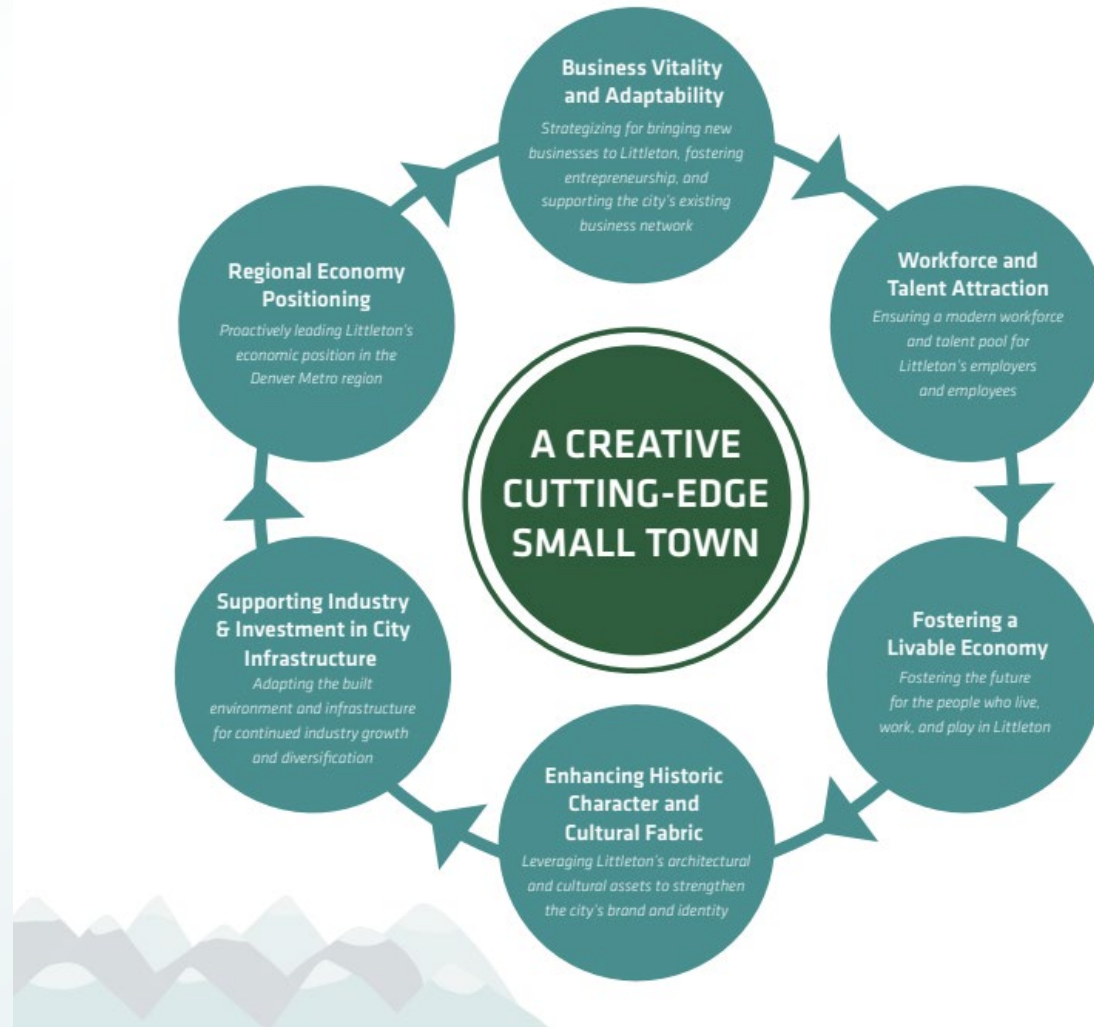 Business Vitality
and Adaptability
Strategizing for bringing new
businesses to Littleton, fostering
entrepreneurship, and
supporting the city's existing
business network
Workforce and
Talent Attraction
Ensuring a modern workforce
and talent pool for
Littleton's employers
and employees
Fostering a
Livable Economy
Fostering the future
for the people who live,
work, and play in Littleton
Enhancing Historic
Character and
Cultural Fabric
Leveraging Littleton's architectural
and cultural assets to strengthen
the city's brand and identity
Supporting Industry
& Investment in City
Infrastructure
Adapting the built
environment and infrastructure
for continued industry growth
and diversification
Regional Economy
Positioning
Proactively leading Littleton's
economic position in the
Denver Metro region
A CREATIVE
CUTTING-EDGE
SMALL TOWN